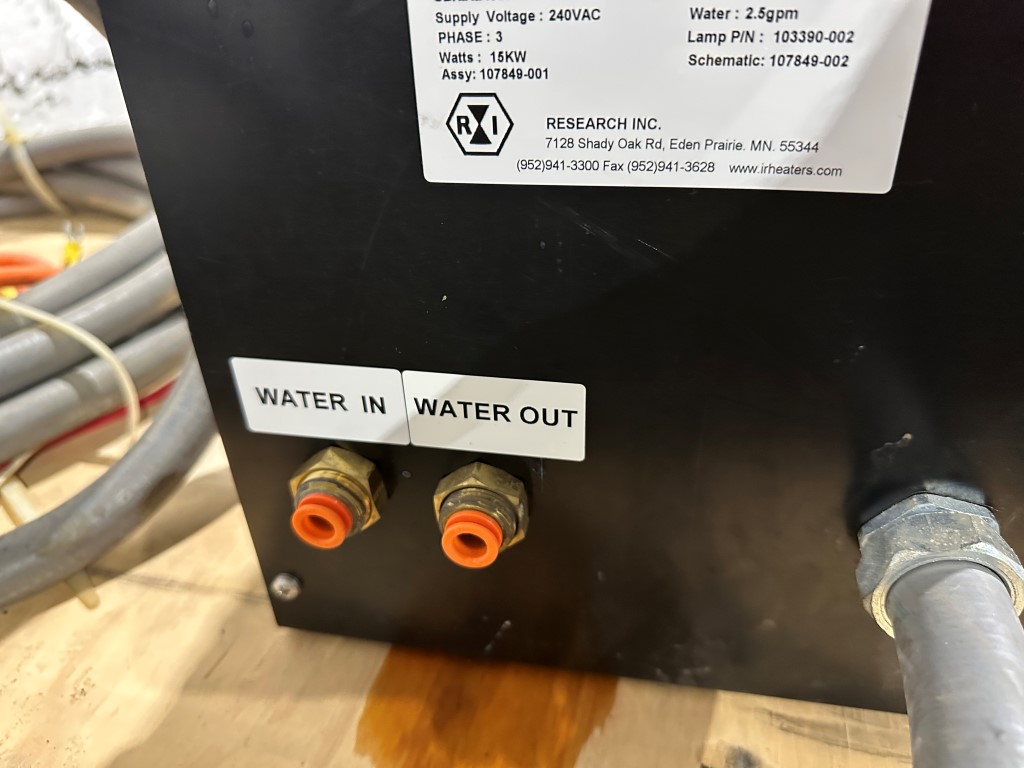 Supply Voltage : 240VAC
PHASE : 3
Watts : 15KW
Assy: 107849-001
Water : 2.5gpm
Lamp P/N : 103390-002
Schematic: 107849-002
R I
RESEARCH INC.
7128 Shady Oak Rd, Eden Prairie. MN. 55344
(952)941-3300 Fax (952)941-3628 www.irheaters.com
WATER IN
WATER OUT